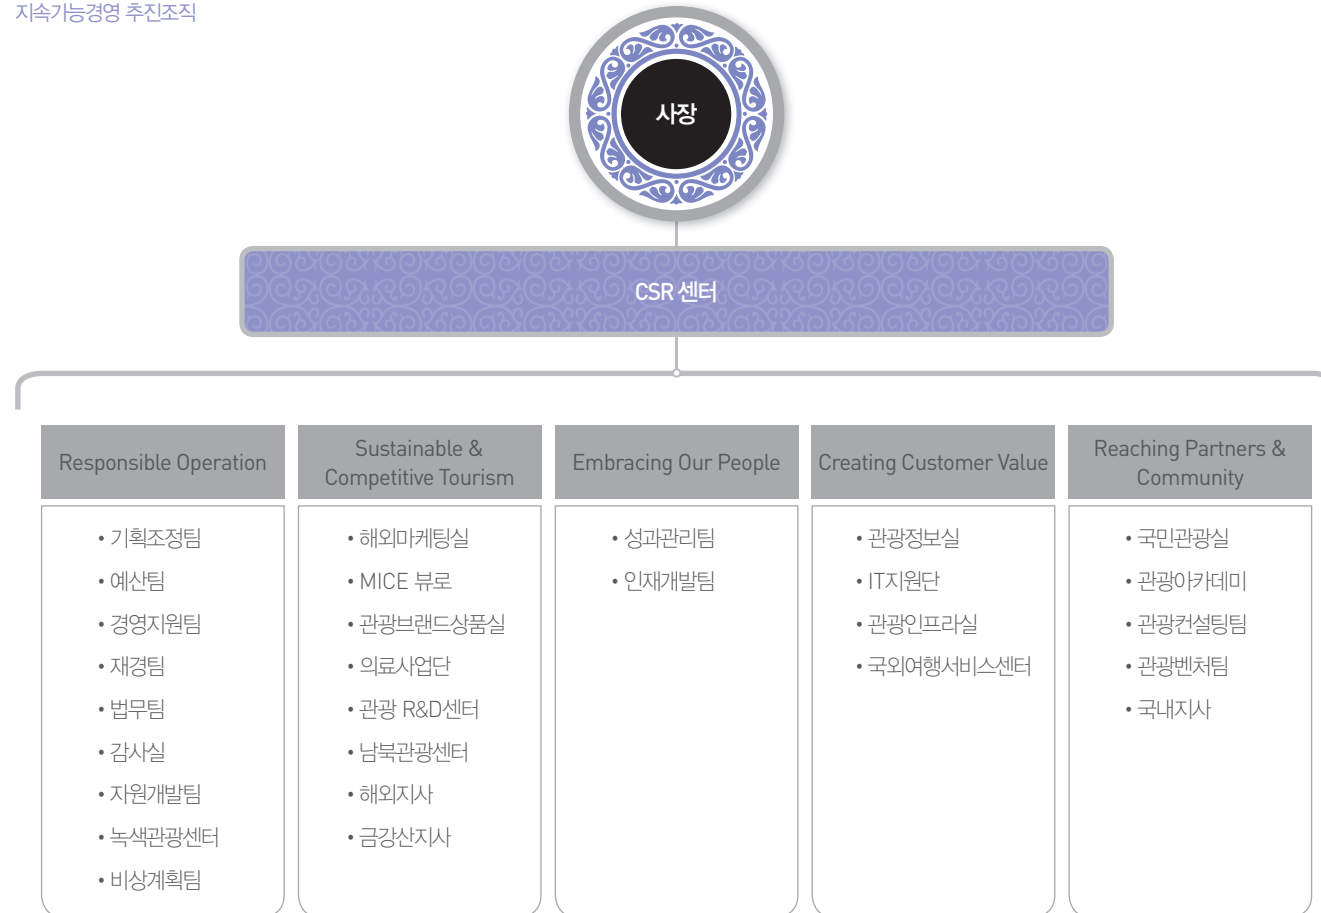 지속가능경영 추진조직
사장
CSR 센터
Responsible Operation
• 기획조정팀
• 예산팀
• 경영지원팀
• 재경팀
• 법무팀
• 감사실
• 자원개발팀
• 녹색관광센터
• 비상계획팀
Sustainable &
Competitive Tourism
• 해외마케팅실
• MICE 뷰로
• 관광브랜드상품실
• 의료사업단
• 관광 R&D센터
• 남북관광센터
• 해외지사
• 금강산지사
Embracing Our People
• 성과관리팀
• 인재개발팀
Creating Customer Value
• 관광정보실
• IT지원단
• 관광인프라실
• 국외여행서비스센터
Reaching Partners &
Community
• 국민관광실
• 관광아카데미
• 관광컨설팅팀
• 관광벤처팀
• 국내지사